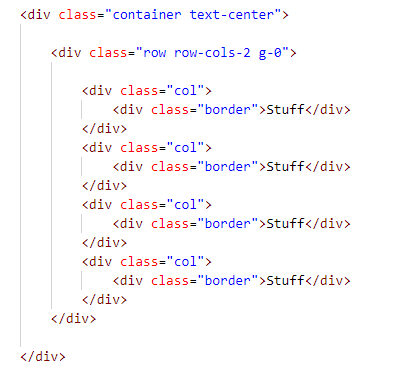 <div class="container text-center">
<div class="row row-cols-2 g-0">
<div class="col">
<div class="border">Stuff</div>
</div>
<div class="col">
<div class="border">Stuff</div>
</div>
<div class="col">
<div class="border">Stuff</div>
</div>
<div class="col">
<div class="border">Stuff</div>
</div>
</div>
</div>